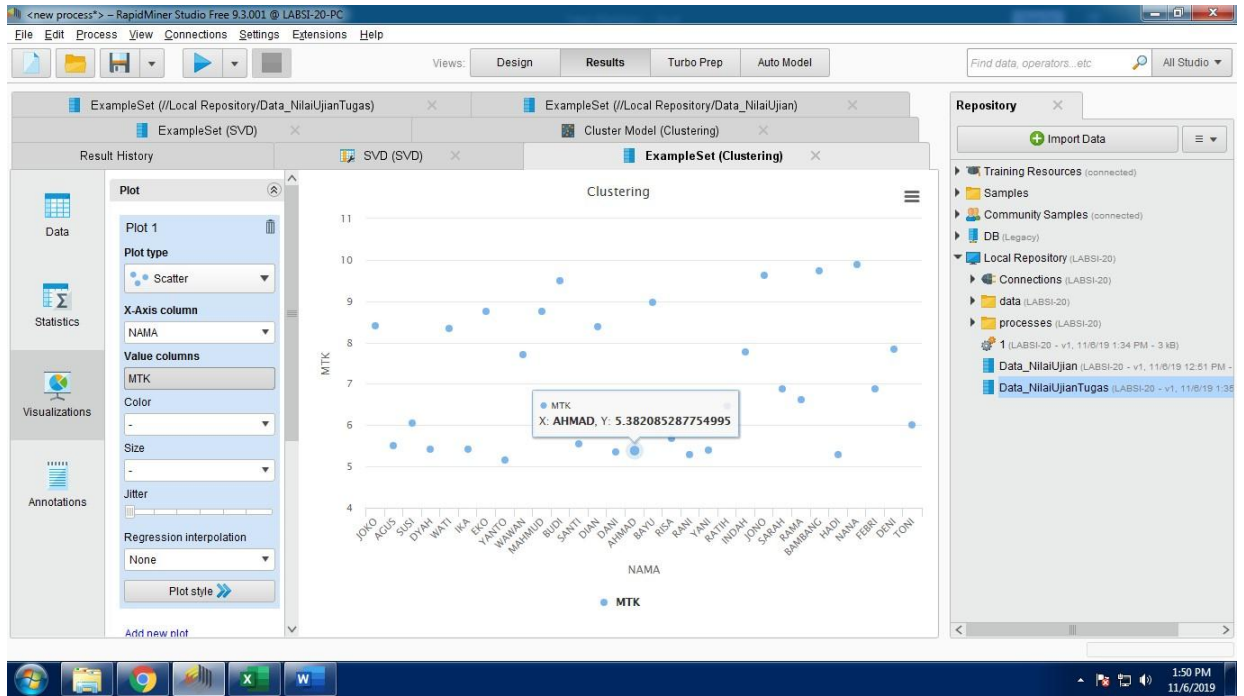 <new process*> – RapidMiner Studio Free 9.3.001 @ LABSI-20-PC
File Edit Process View Connections Settings Extensions Help
Views: Design Results Turbo Prep Auto Model
Find data, operators...etc All Studio
ExampleSet (//Local Repository/Data_NilaiUjianTugas) ExampleSet (//Local Repository/Data_NilaiUjian)
ExampleSet (SVD) Cluster Model (Clustering)
Result History SVD (SVD) ExampleSet (Clustering)
Data
Statistics
Visualizations
Annotations
Plot
Plot 1
Plot type
Scatter
X-Axis column
NAMA
Value columns
MTK
Color
-
Size
-
Jitter
Regression interpolation
None
Plot style
Add new plot
Clustering
11
10
9
8
7
6
5
4
MTK
MTK
X: AHMAD, Y: 5.382085287754995
JOKO AGUS SUSI DYAH WATI IKA EKO YANTO WAWAN MAHMUD BUDI SANTI DIAN DANI AHMAD BAYU RISA RANI YANI RATIH INDAH JONO SARAH RAMA BAMBANG HADI NANA FEBRI DENI TONI
NAMA
MTK
Repository
Import Data
Training Resources (connected)
Samples
Community Samples (connected)
DB (Legacy)
Local Repository (LABSI-20)
Connections (LABSI-20)
data (LABSI-20)
processes (LABSI-20)
1 (LABSI-20 - v1, 11/6/19 1:34 PM - 3 kB)
Data_NilaiUjian (LABSI-20 - v1, 11/6/19 12:51 PM -
Data_NilaiUjianTugas (LABSI-20 - v1, 11/6/19 1:35
1:50 PM
11/6/2019